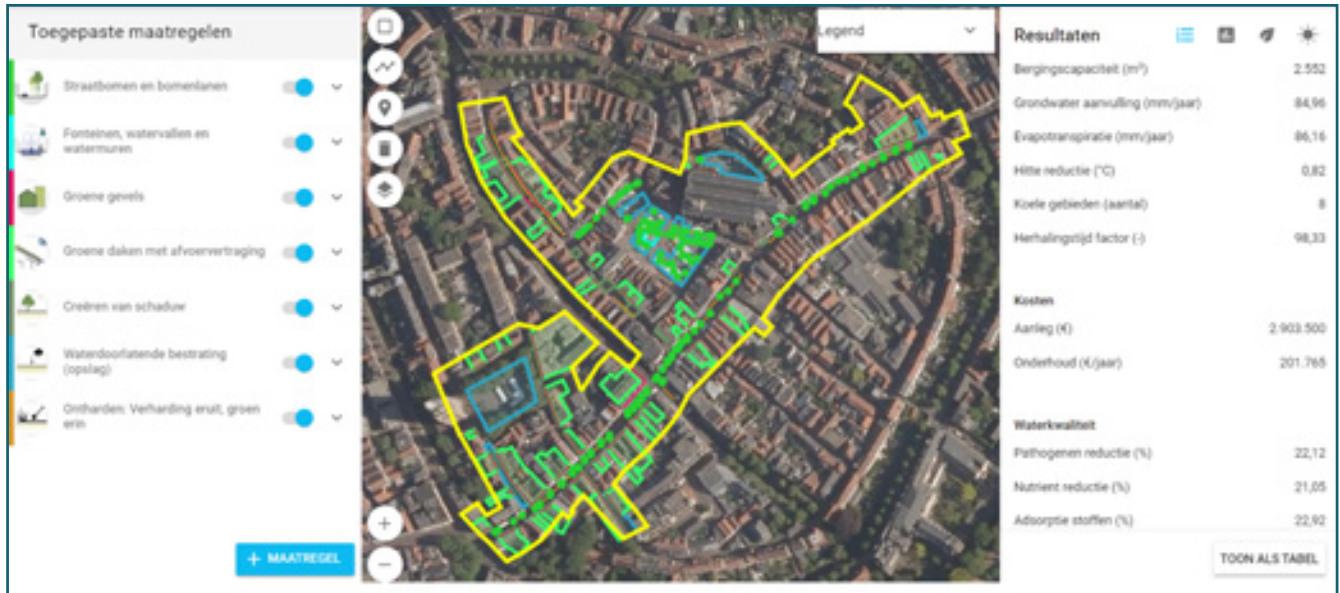 Toegepaste maatregelen
Straatbomen en bomenlanen
Fonteinen, watervallen en
watermuren
Groene gevels
Groene daken met afvoervertraging
Creëren van schaduw
Waterdoorlatende bestrating
(opslag)
Ontharden: Verharding eruit, groen
erin
+ MAATREGEL
Legend
Resultaten
Bergingscapaciteit (m³) 2.552
Grondwater aanvulling (mm/jaar) 84,96
Evapotranspiratie (mm/jaar) 86,16
Hitte reductie (°C) 0,82
Koele gebieden (aantal) 8
Herhalingstijd factor (-) 98,33
Kosten
Aanleg (€) 2.903.500
Onderhoud (€/jaar) 201.765
Waterkwaliteit
Pathogenen reductie (%) 22,12
Nutrient reductie (%) 21,05
Adsorptie stoffen (%) 22,92
TOON ALS TABEL